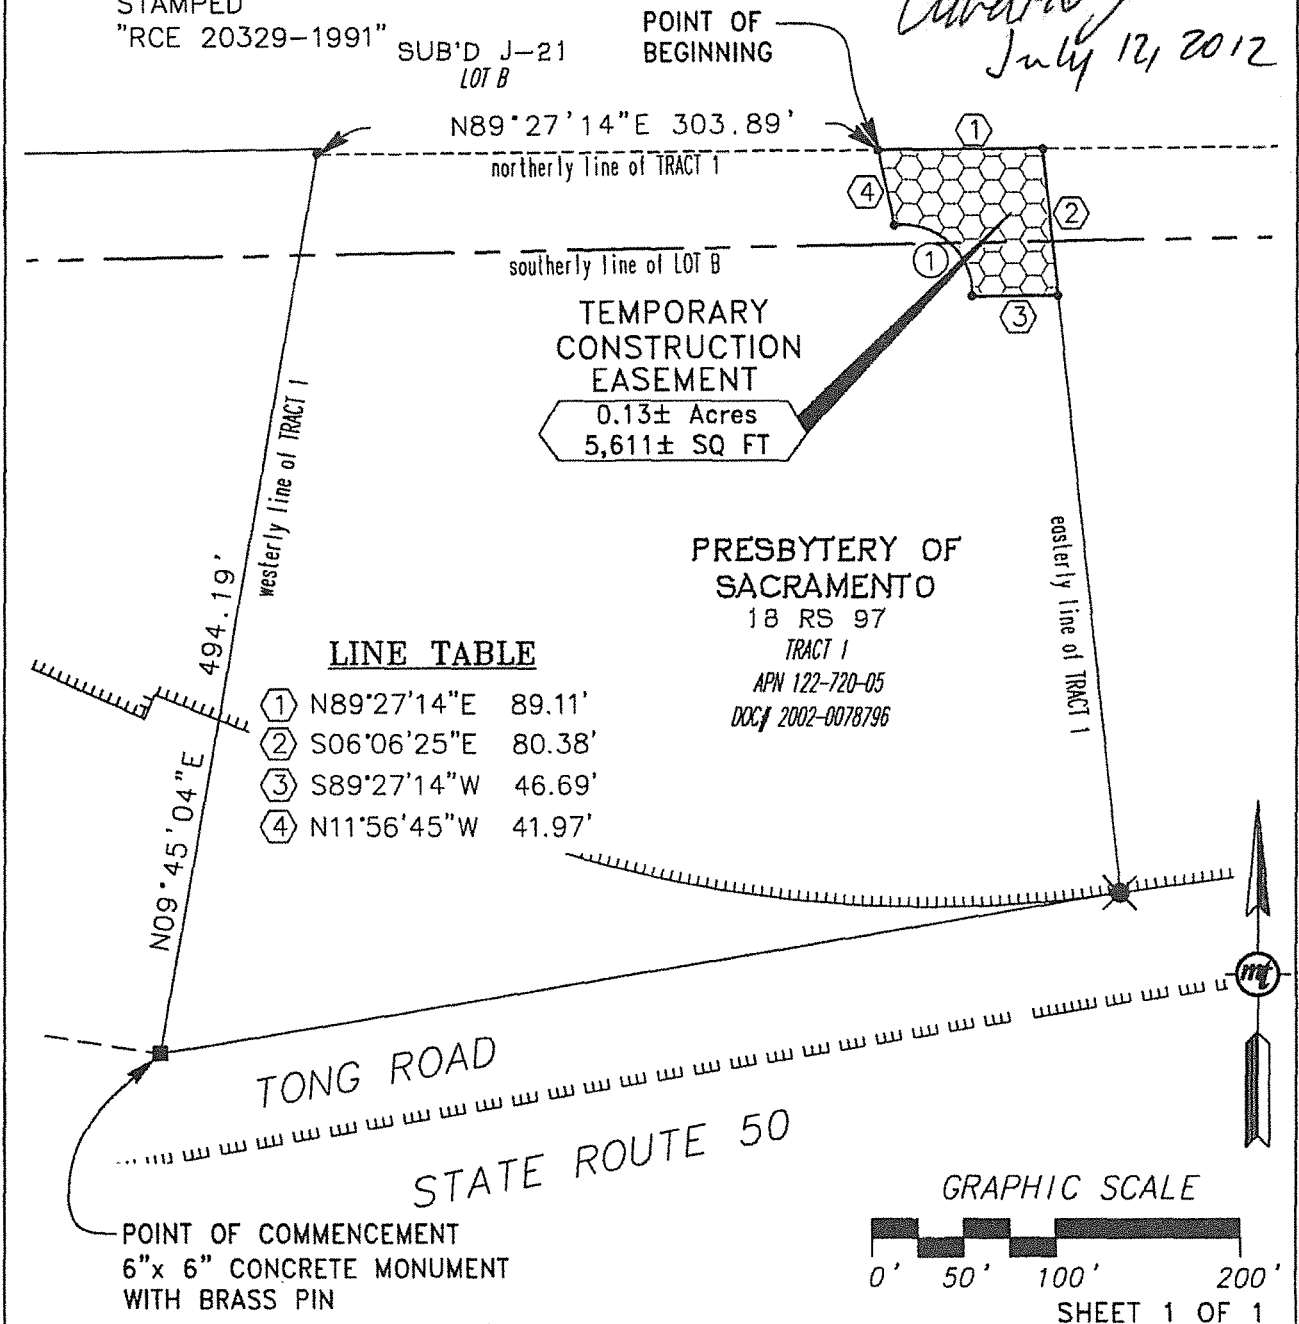 STAMPED
"RCE 20329-1991"
SUB'D J-21
LOT B
POINT OF
BEGINNING
July 12, 2012
N89°27'14"E 303.89'
northerly line of TRACT 1
1
4
2
1
3
southerly line of LOT B
TEMPORARY
CONSTRUCTION
EASEMENT
0.13± Acres
5,611± SQ FT
westerly line of TRACT 1
N09°45'04"E 494.19'
easterly line of TRACT 1
PRESBYTERY OF
SACRAMENTO
18 RS 97
TRACT 1
APN 122-720-05
DOC# 2002-0078796
LINE TABLE
1 N89°27'14"E 89.11'
2 S06°06'25"E 80.38'
3 S89°27'14"W 46.69'
4 N11°56'45"W 41.97'
mt
TONG ROAD
STATE ROUTE 50
POINT OF COMMENCEMENT
6"x 6" CONCRETE MONUMENT
WITH BRASS PIN
GRAPHIC SCALE
0' 50' 100' 200'
SHEET 1 OF 1